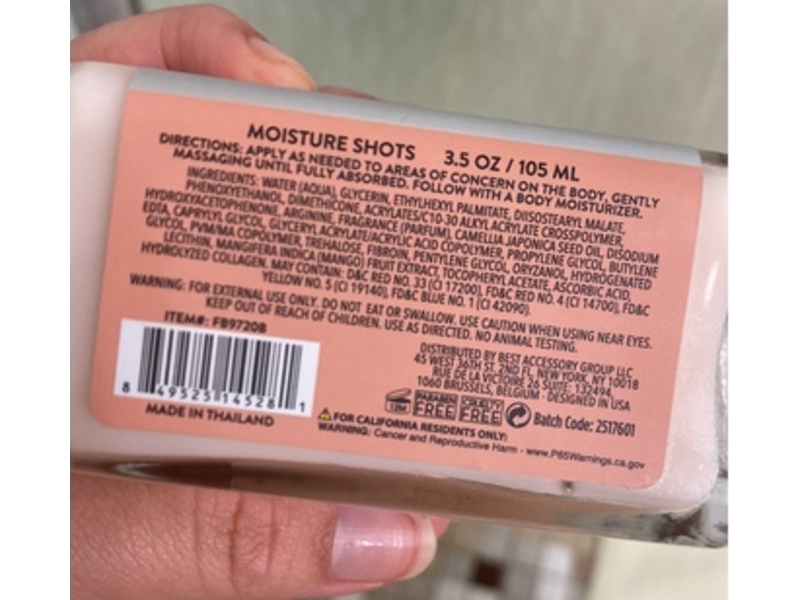 MOISTURE SHOTS 3.5 OZ / 105 ML
DIRECTIONS: APPLY AS NEEDED TO AREAS OF CONCERN ON THE BODY, GENTLY
MASSAGING UNTIL FULLY ABSORBED. FOLLOW WITH A BODY MOISTURIZER.
INGREDIENTS: WATER (AQUA), GLYCERIN, ETHYLHEXYL PALMITATE, DIISOSTEARYL MALATE,
PHENOXYETHANOL, DIMETHICONE, ACRYLATES/C10-30 ALKYL ACRYLATE CROSSPOLYMER,
HYDROXYACETOPHENONE, ARGININE, FRAGRANCE (PARFUM), CAMELLIA JAPONICA SEED OIL, DISODIUM
EDTA, CAPRYLYL GLYCOL, GLYCERYL ACRYLATE/ACRYLIC ACID COPOLYMER, PROPYLENE GLYCOL, BUTYLENE
GLYCOL, PVM/MA COPOLYMER, TREHALOSE, FIBROIN, PENTYLENE GLYCOL, ORYZANOL, HYDROGENATED
LECITHIN, MANGIFERA INDICA (MANGO) FRUIT EXTRACT, TOCOPHERYL ACETATE, ASCORBIC ACID,
HYDROLYZED COLLAGEN. MAY CONTAIN: D&C RED NO. 33 (CI 17200), FD&C RED NO. 4 (CI 14700), FD&C
YELLOW NO. 5 (CI 19140), FD&C BLUE NO. 1 (CI 42090).
WARNING: FOR EXTERNAL USE ONLY. DO NOT EAT OR SWALLOW. USE CAUTION WHEN USING NEAR EYES.
KEEP OUT OF REACH OF CHILDREN. USE AS DIRECTED. NO ANIMAL TESTING.
ITEM#: FB9720B
8 49525 14528 1
MADE IN THAILAND
DISTRIBUTED BY BEST ACCESSORY GROUP LLC
45 WEST 36TH ST. 2ND FL. NEW YORK, NY 10018
RUE DE LA VICTOIRE 26 SUITE: 132494,
1060 BRUSSELS, BELGIUM - DESIGNED IN USA
12M PARABEN FREE CRUELTY FREE Batch Code: 2517601
FOR CALIFORNIA RESIDENTS ONLY:
WARNING: Cancer and Reproductive Harm - www.P65Warnings.ca.gov